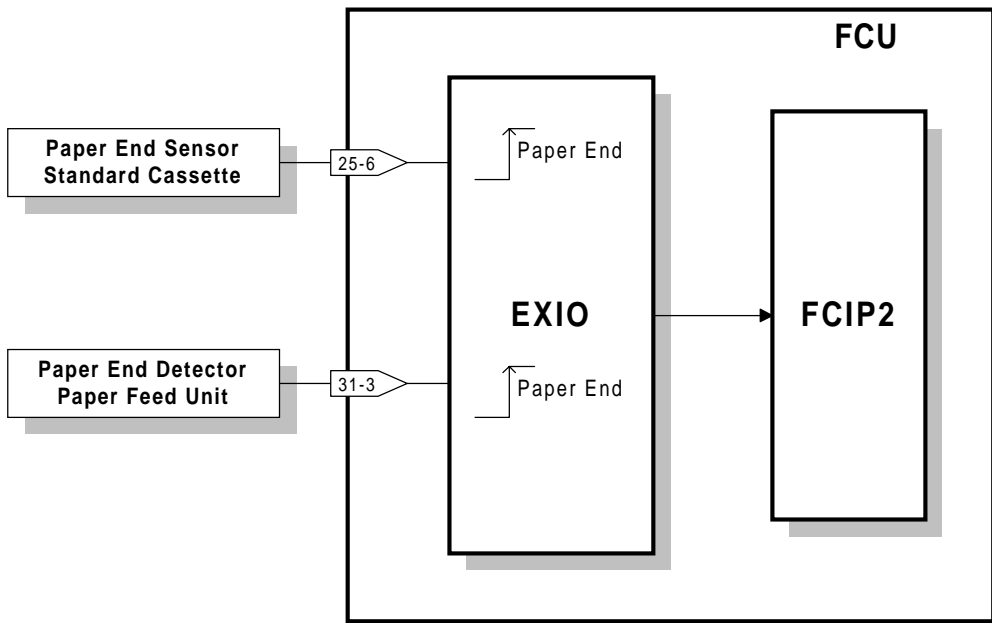 FCU
Paper End Sensor
Standard Cassette
25-6
Paper End
EXIO
FCIP2
Paper End Detector
Paper Feed Unit
31-3
Paper End